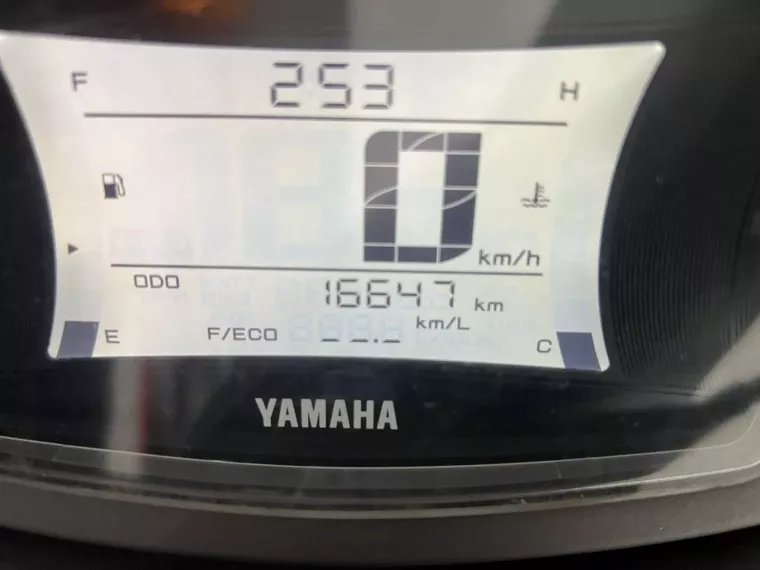 F 253 H
0 km/h
ODO 16647 km
E F/ECO --.- km/L C
YAMAHA